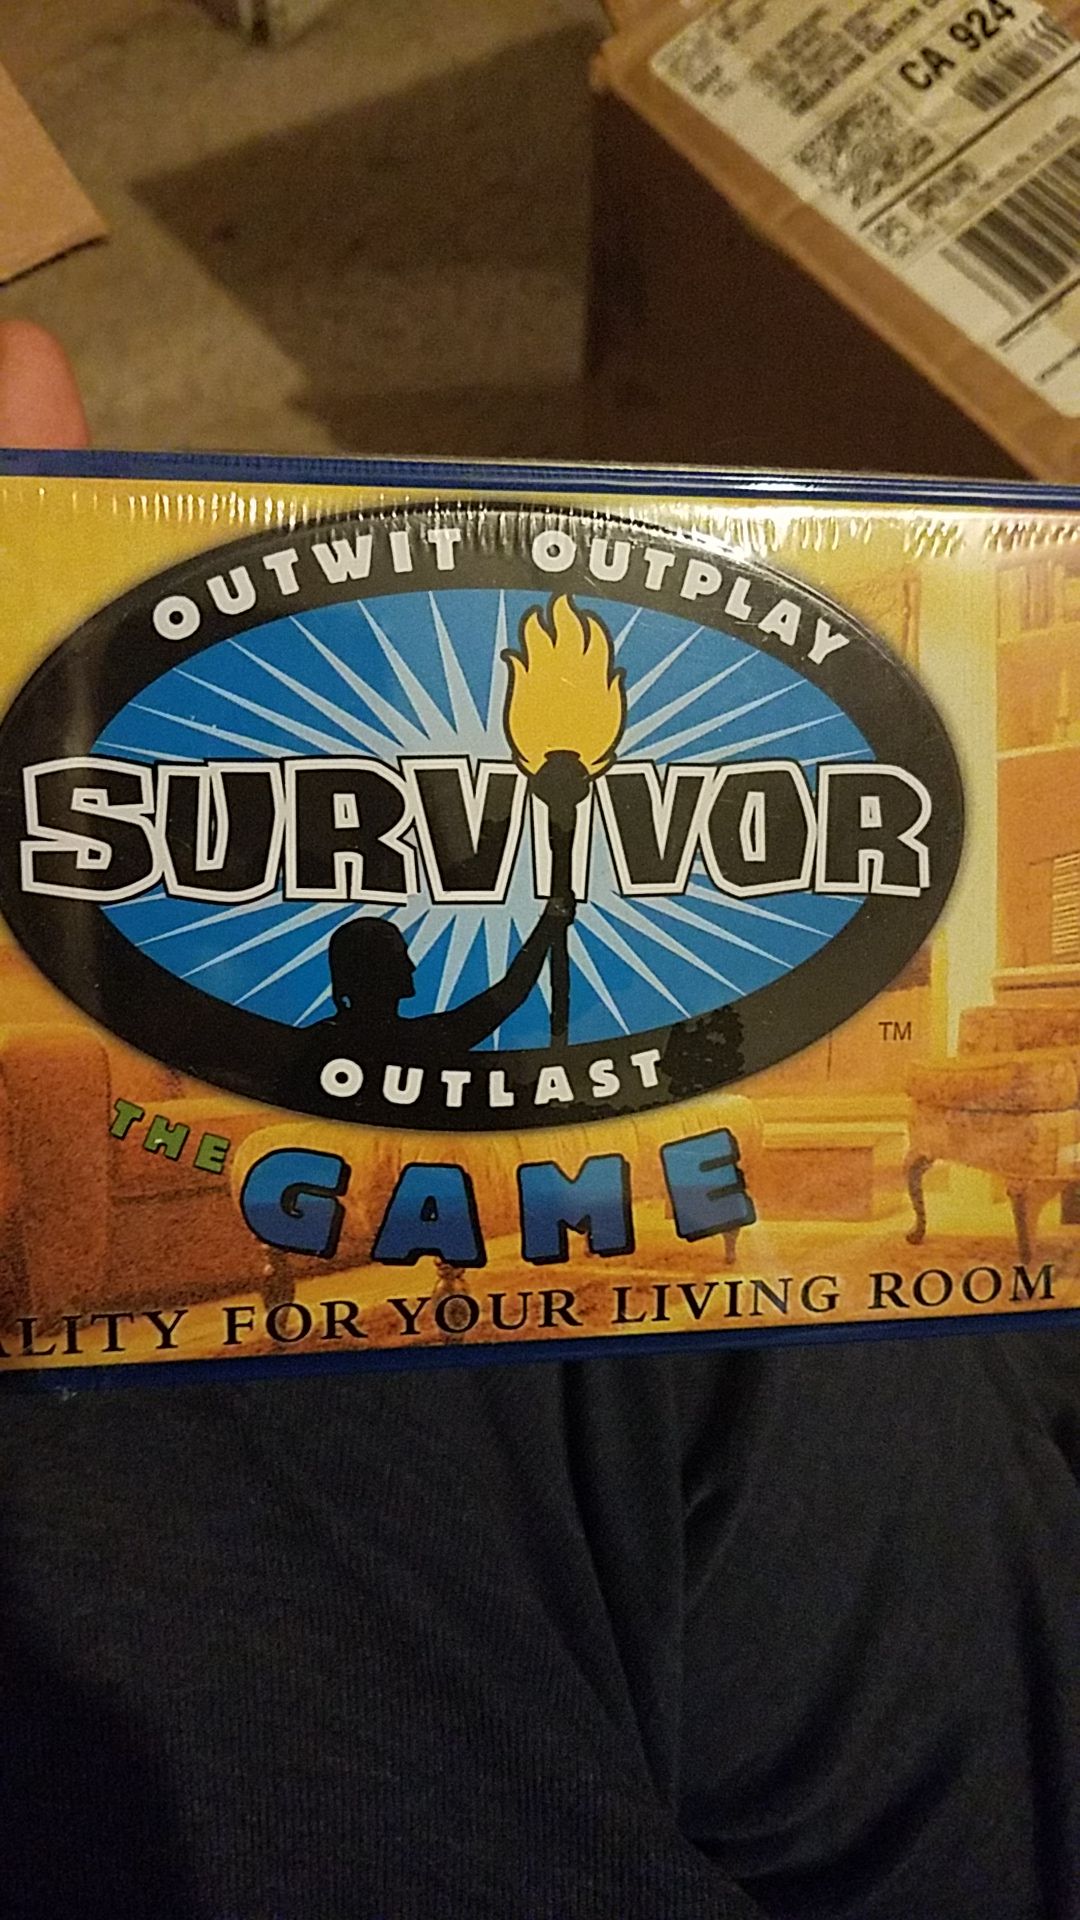 CA 924
OUTWIT OUTPLAY
SURVIVOR
TM
OUTLAST
THE
GAME
ALITY FOR YOUR LIVING ROOM